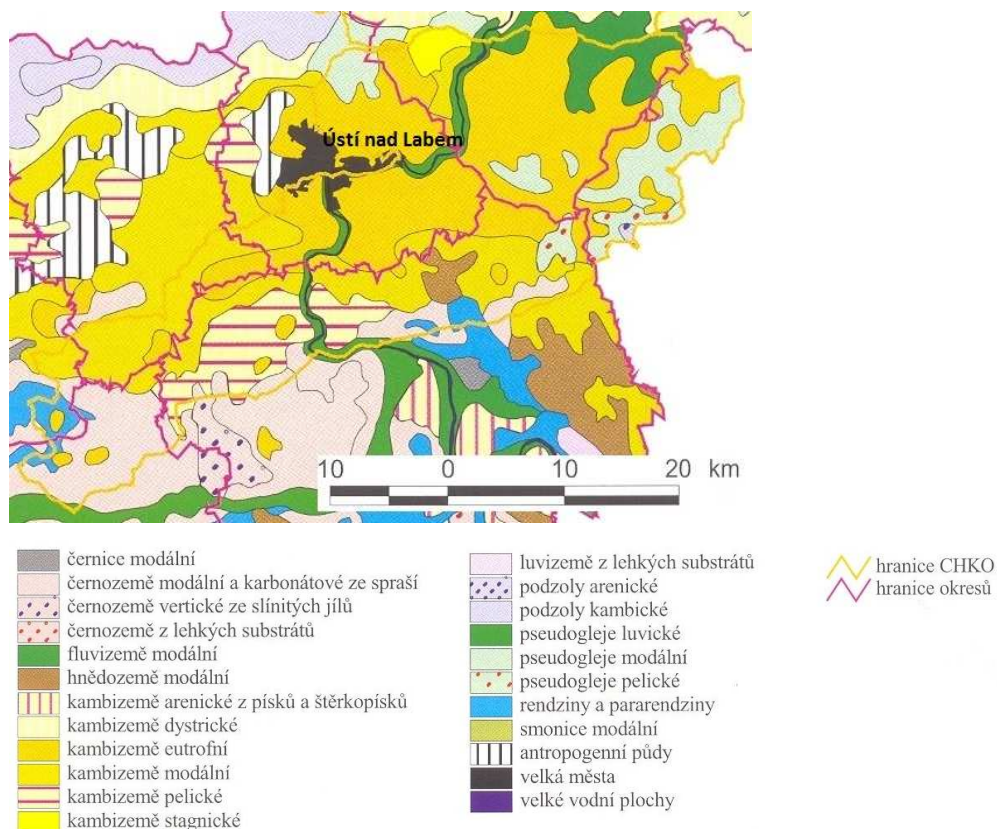 Ústí nad Labem
10 0 10 20 km
černice modální
černozemě modální a karbonátové ze spraší
černozemě vertické ze slínitých jílů
černozemě z lehkých substrátů
fluvizemě modální
hnědozemě modální
kambizemě arenické z písků a štěrkopísků
kambizemě dystrické
kambizemě eutrofní
kambizemě modální
kambizemě pelické
kambizemě stagnické
luvizemě z lehkých substrátů
podzoly arenické
podzoly kambické
pseudogleje luvické
pseudogleje modální
pseudogleje pelické
rendziny a pararendziny
smonice modální
antropogenní půdy
velká města
velké vodní plochy
hranice CHKO
hranice okresů